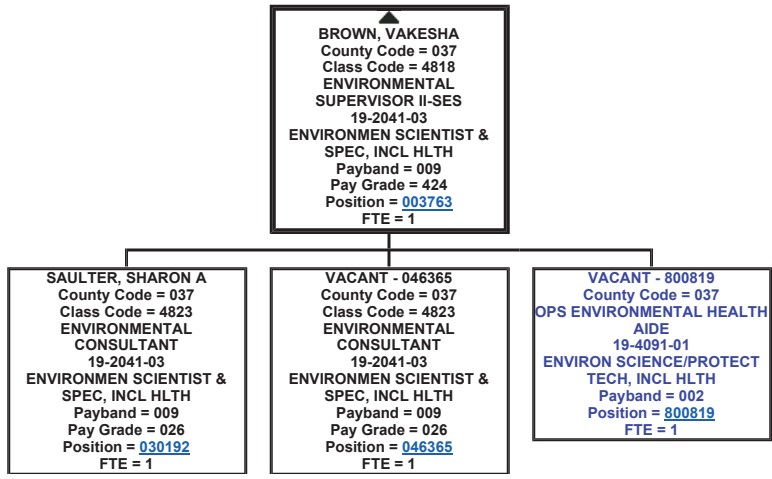 BROWN, VAKESHA
County Code = 037
Class Code = 4818
ENVIRONMENTAL
SUPERVISOR II-SES
19-2041-03
ENVIRONMEN SCIENTIST &
SPEC, INCL HLTH
Payband = 009
Pay Grade = 424
Position = 003763
FTE = 1
SAULTER, SHARON A
County Code = 037
Class Code = 4823
ENVIRONMENTAL
CONSULTANT
19-2041-03
ENVIRONMEN SCIENTIST &
SPEC, INCL HLTH
Payband = 009
Pay Grade = 026
Position = 030192
FTE = 1
VACANT - 046365
County Code = 037
Class Code = 4823
ENVIRONMENTAL
CONSULTANT
19-2041-03
ENVIRONMEN SCIENTIST &
SPEC, INCL HLTH
Payband = 009
Pay Grade = 026
Position = 046365
FTE = 1
VACANT - 800819
County Code = 037
OPS ENVIRONMENTAL HEALTH
AIDE
19-4091-01
ENVIRON SCIENCE/PROTECT
TECH, INCL HLTH
Payband = 002
Position = 800819
FTE = 1